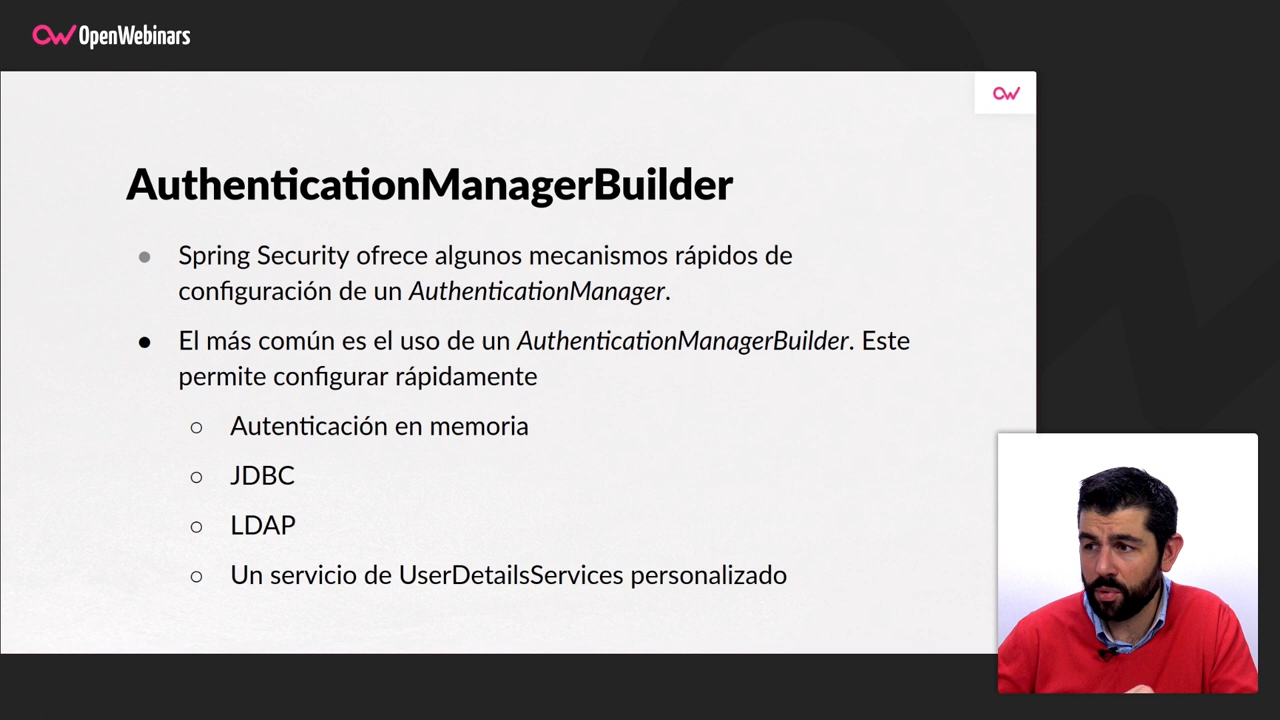 OpenWebinars
AuthenticationManagerBuilder
● Spring Security ofrece algunos mecanismos rápidos de
configuración de un AuthenticationManager.
● El más común es el uso de un AuthenticationManagerBuilder. Este
permite configurar rápidamente
○ Autenticación en memoria
○ JDBC
○ LDAP
○ Un servicio de UserDetailsServices personalizado